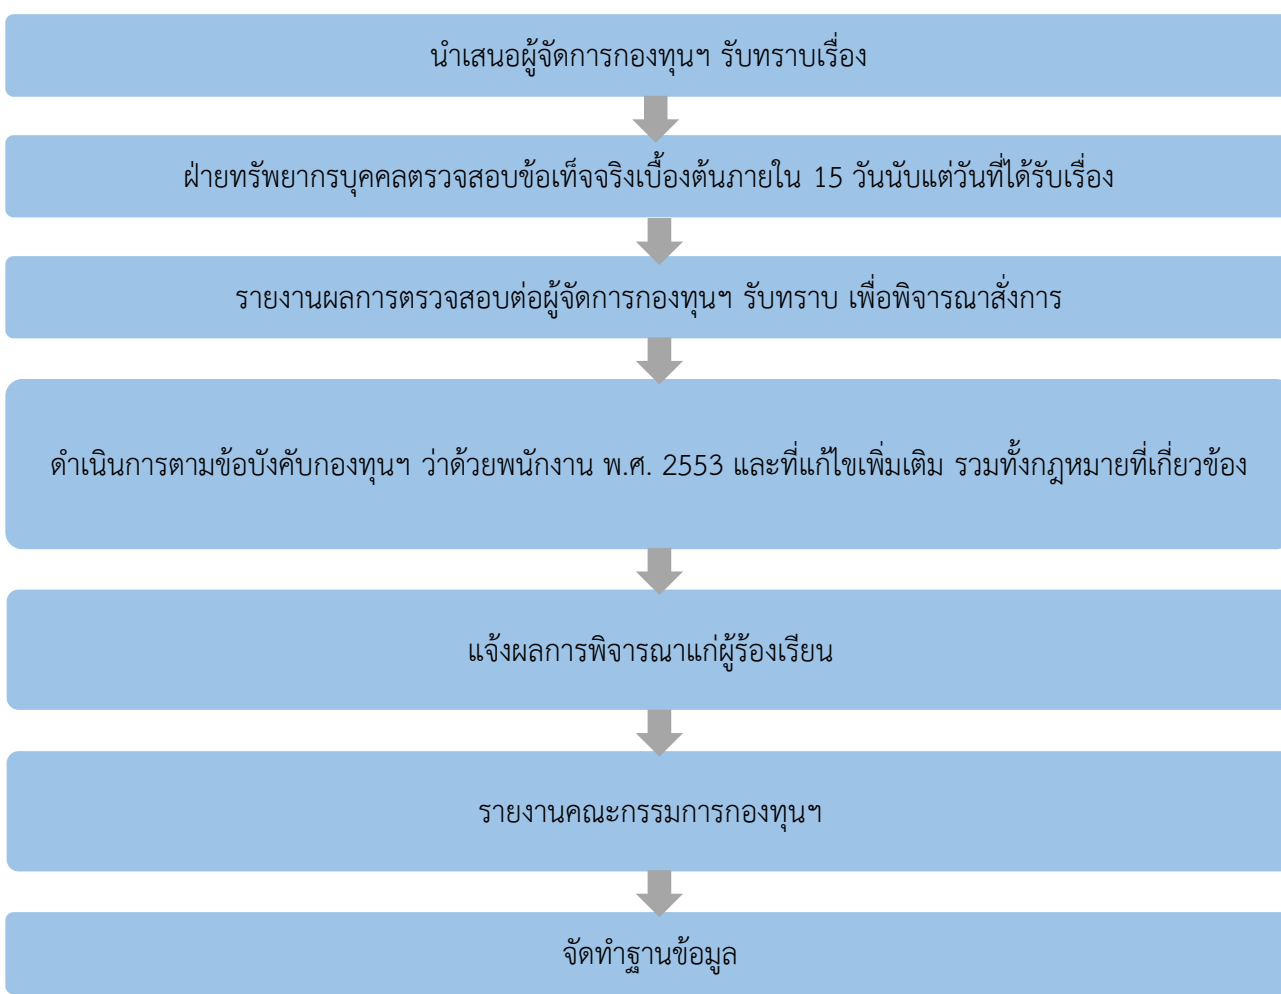 นำเสนอผู้จัดการกองทุนฯ รับทราบเรื่อง
ฝ่ายทรัพยากรบุคคลตรวจสอบข้อเท็จจริงเบื้องต้นภายใน 15 วันนับแต่วันที่ได้รับเรื่อง
รายงานผลการตรวจสอบต่อผู้จัดการกองทุนฯ รับทราบ เพื่อพิจารณาสั่งการ
ดำเนินการตามข้อบังคับกองทุนฯ ว่าด้วยพนักงาน พ.ศ. 2553 และที่แก้ไขเพิ่มเติม รวมทั้งกฎหมายที่เกี่ยวข้อง
แจ้งผลการพิจารณาแก่ผู้ร้องเรียน
รายงานคณะกรรมการกองทุนฯ
จัดทำฐานข้อมูล